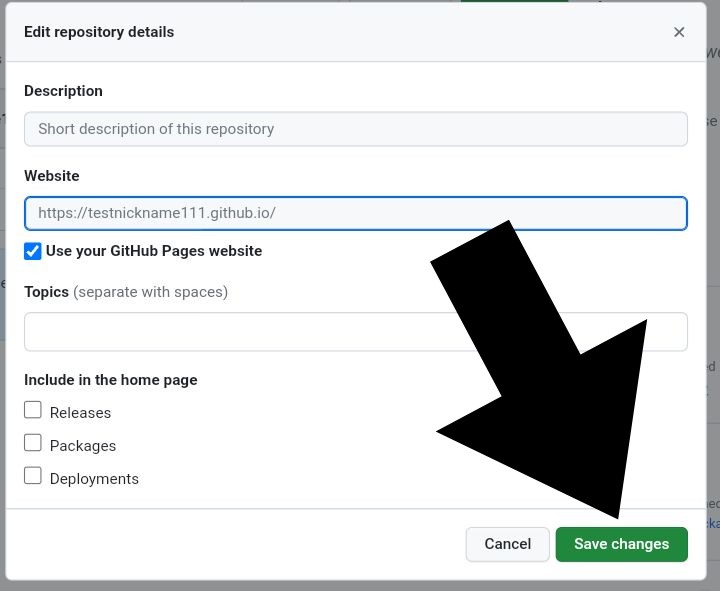 Edit repository details
Description
Short description of this repository
Website
https://testnickname111.github.io/
Use your GitHub Pages website
Topics (separate with spaces)
Include in the home page
Releases
Packages
Deployments
Cancel
Save changes